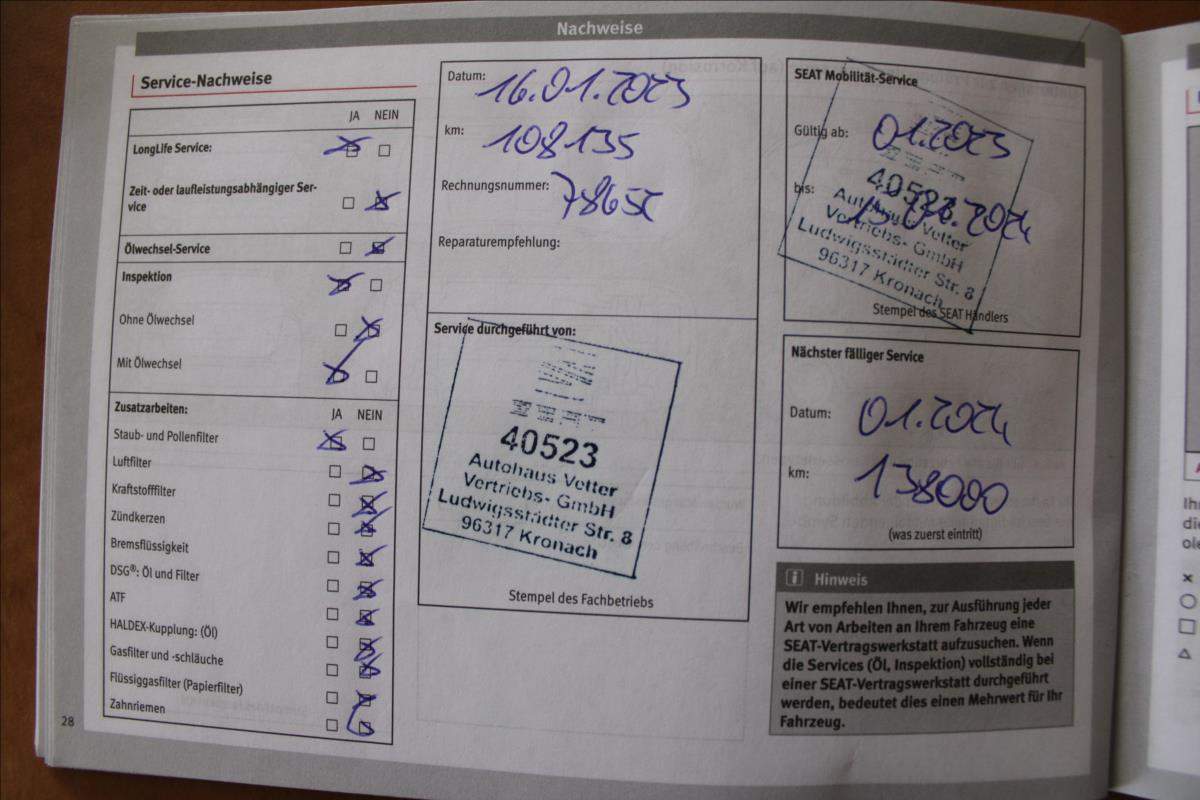 Nachweise
Service-Nachweise
JA NEIN
LongLife Service:
Zeit- oder laufleistungsabhängiger Ser-
vice
Ölwechsel-Service
Inspektion
Ohne Ölwechsel
Mit Ölwechsel
Zusatzarbeiten: JA NEIN
Staub- und Pollenfilter
Luftfilter
Kraftstofffilter
Zündkerzen
Bremsflüssigkeit
DSG®: Öl und Filter
ATF
HALDEX-Kupplung: (Öl)
Gasfilter und -schläuche
Flüssiggasfilter (Papierfilter)
Zahnriemen
28
Datum: 16.01.2023
km: 108135
Rechnungsnummer:
Reparaturempfehlung:
Service durchgeführt von:
40523
Autohaus Vetter
Vertriebs- GmbH
Ludwigsstädter Str. 8
96317 Kronach
Stempel des Fachbetriebs
SEAT Mobilität-Service
Gültig ab: 01.2023
bis:
40523
Autohaus Vetter
Vertriebs- GmbH
Ludwigsstädter Str. 8
96317 Kronach
Stempel des SEAT Händlers
Nächster fälliger Service
Datum: 01.2024
km: 138000
(was zuerst eintritt)
i Hinweis
Wir empfehlen Ihnen, zur Ausführung jeder
Art von Arbeiten an Ihrem Fahrzeug eine
SEAT-Vertragswerkstatt aufzusuchen. Wenn
die Services (Öl, Inspektion) vollständig bei
einer SEAT-Vertragswerkstatt durchgeführt
werden, bedeutet dies einen Mehrwert für Ihr
Fahrzeug.